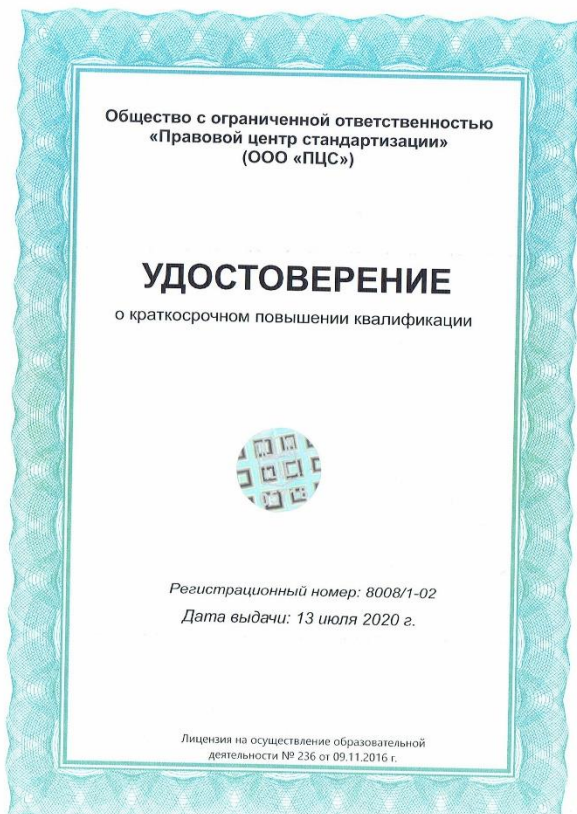 Общество с ограниченной ответственностью
«Правовой центр стандартизации»
(ООО «ПЦС»)
УДОСТОВЕРЕНИЕ
о краткосрочном повышении квалификации
Регистрационный номер: 8008/1-02
Дата выдачи: 13 июля 2020 г.
Лицензия на осуществление образовательной
деятельности № 236 от 09.11.2016 г.